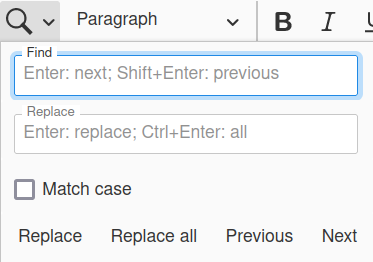 Paragraph B I
Find
Enter: next; Shift+Enter: previous
Replace
Enter: replace; Ctrl+Enter: all
Match case
Replace Replace all Previous Next